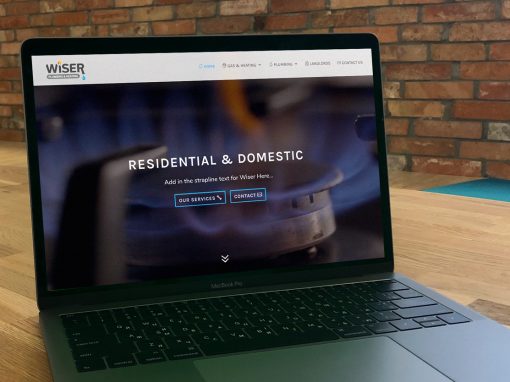 WiSER
PLUMBING & HEATING
HOME GAS & HEATING PLUMBING LANDLORDS CONTACT US
RESIDENTIAL & DOMESTIC
Add in the strapline text for Wiser Here...
OUR SERVICES CONTACT
MacBook Pro